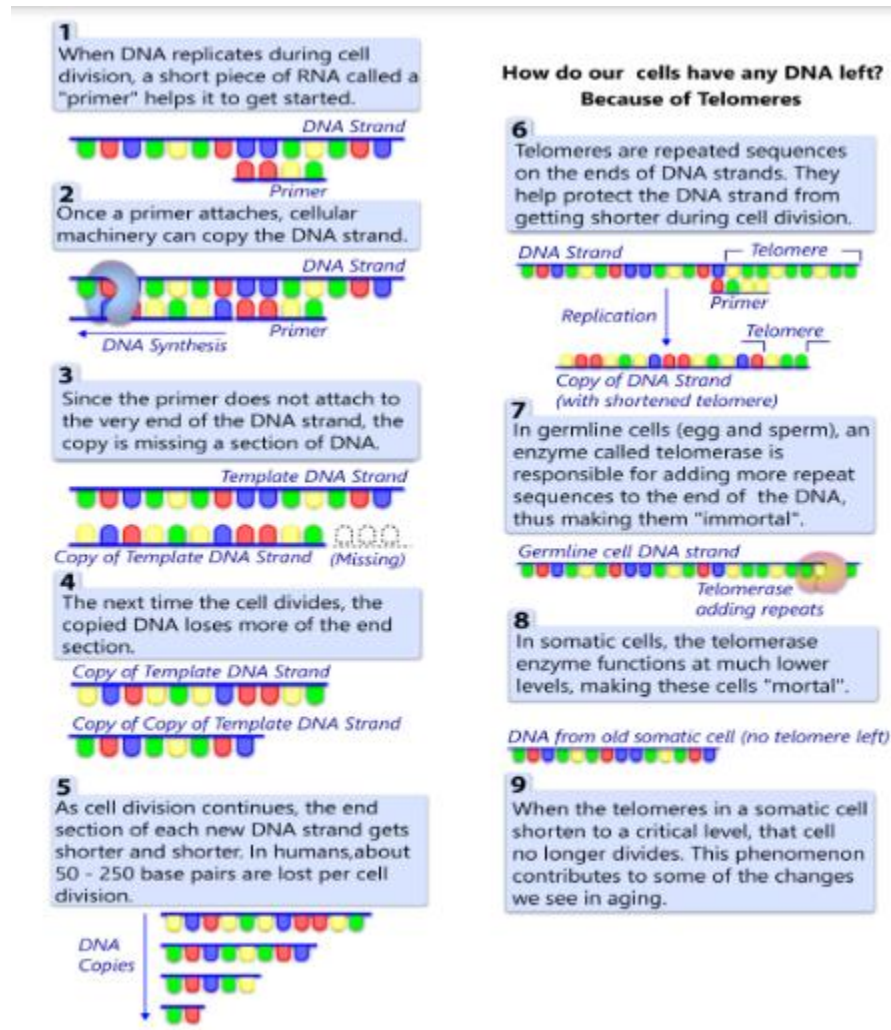 1
When DNA replicates during cell
division, a short piece of RNA called a
"primer" helps it to get started.
DNA Strand
Primer
2
Once a primer attaches, cellular
machinery can copy the DNA strand.
DNA Strand
Primer
DNA Synthesis
3
Since the primer does not attach to
the very end of the DNA strand, the
copy is missing a section of DNA.
Template DNA Strand
Copy of Template DNA Strand (Missing)
4
The next time the cell divides, the
copied DNA loses more of the end
section.
Copy of Template DNA Strand
Copy of Copy of Template DNA Strand
5
As cell division continues, the end
section of each new DNA strand gets
shorter and shorter. In humans,about
50 - 250 base pairs are lost per cell
division.
DNA
Copies
How do our cells have any DNA left?
Because of Telomeres
6
Telomeres are repeated sequences
on the ends of DNA strands. They
help protect the DNA strand from
getting shorter during cell division.
DNA Strand Telomere
Primer
Replication
Telomere
Copy of DNA Strand
(with shortened telomere)
7
In germline cells (egg and sperm), an
enzyme called telomerase is
responsible for adding more repeat
sequences to the end of the DNA,
thus making them "immortal".
Germline cell DNA strand
Telomerase
adding repeats
8
In somatic cells, the telomerase
enzyme functions at much lower
levels, making these cells "mortal".
DNA from old somatic cell (no telomere left)
9
When the telomeres in a somatic cell
shorten to a critical level, that cell
no longer divides. This phenomenon
contributes to some of the changes
we see in aging.